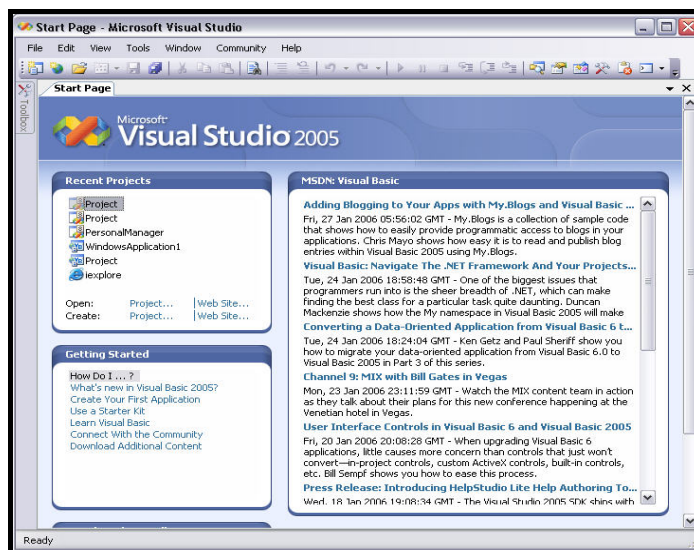 Start Page - Microsoft Visual Studio
File Edit View Tools Window Community Help
Toolbox
Start Page
Microsoft
Visual Studio 2005
Recent Projects
Project
Project
PersonalManager
WindowsApplication1
Project
iexplore
Open: Project... Web Site...
Create: Project... Web Site...
Getting Started
How Do I ... ?
What's new in Visual Basic 2005?
Create Your First Application
Use a Starter Kit
Learn Visual Basic
Connect With the Community
Download Additional Content
MSDN: Visual Basic
Adding Blogging to Your Apps with My.Blogs and Visual Basic ...
Fri, 27 Jan 2006 05:56:02 GMT - My.Blogs is a collection of sample code
that shows how to easily provide programmatic access to blogs in your
applications. Chris Mayo shows how easy it is to read and publish blog
entries within Visual Basic 2005 using My.Blogs.
Visual Basic: Navigate The .NET Framework And Your Projects...
Tue, 24 Jan 2006 18:58:48 GMT - One of the biggest issues that
programmers run into is the sheer breadth of .NET, which can make
finding the best class for a particular task quite daunting. Duncan
Mackenzie shows how the My namespace in Visual Basic 2005 will make
Converting a Data-Oriented Application from Visual Basic 6 t...
Tue, 24 Jan 2006 18:24:04 GMT - Ken Getz and Paul Sheriff show you
how to migrate your data-oriented application from Visual Basic 6.0 to
Visual Basic 2005 in Part 3 of this series.
Channel 9: MIX with Bill Gates in Vegas
Mon, 23 Jan 2006 23:11:59 GMT - Watch the MIX content team in action
as they talk about their plans for this new conference happening at the
Venetian hotel in Vegas.
User Interface Controls in Visual Basic 6 and Visual Basic 2005
Fri, 20 Jan 2006 20:08:28 GMT - When upgrading Visual Basic 6
applications, little causes more concern than controls that just won't
convert—in-project controls, custom ActiveX controls, built-in controls,
etc. Bill Sempf shows you how to ease this process.
Press Release: Introducing HelpStudio Lite Help Authoring To...
Wed, 18 Jan 2006 19:08:34 GMT - The Visual Studio 2005 SDK ships with
Ready